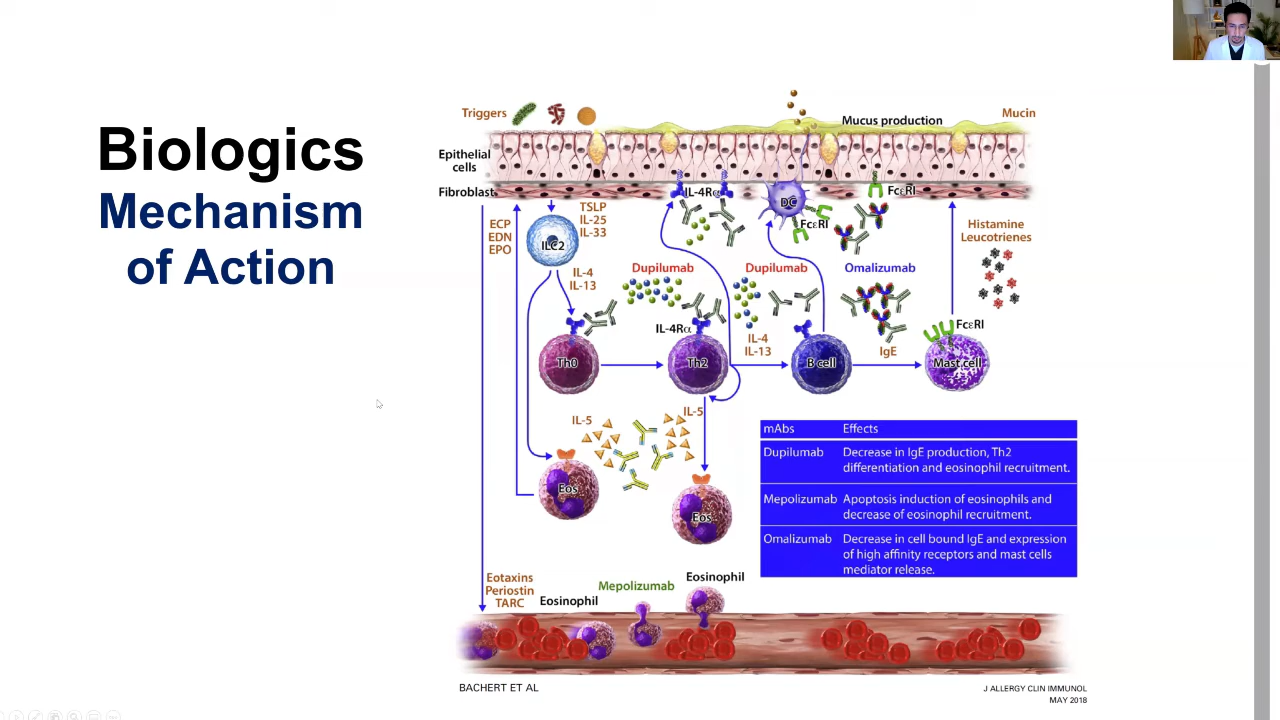 Biologics
Mechanism
of Action
Triggers
Mucus production
Mucin
Epithelial
cells
Fibroblast
IL-4Rα
DC
FcεRI
FcεRI
TSLP
IL-25
IL-33
ECP
EDN
EPO
ILC2
Histamine
Leucotrienes
IL-4
IL-13
Dupilumab
Dupilumab
Omalizumab
IL-4Rα
FcεRI
IL-4
IL-13
IgE
Th0
Th2
B cell
Mast cell
IL-5
IL-5
Eos
Eos
mAbs Effects
Dupilumab Decrease in IgE production, Th2
differentiation and eosinophil recruitment.
Mepolizumab Apoptosis induction of eosinophils and
decrease of eosinophil recruitment.
Omalizumab Decrease in cell bound IgE and expression
of high affinity receptors and mast cells
mediator release.
Eotaxins
Periostin
TARC
Eosinophil
Mepolizumab
Eosinophil
BACHERT ET AL
J ALLERGY CLIN IMMUNOL
MAY 2018